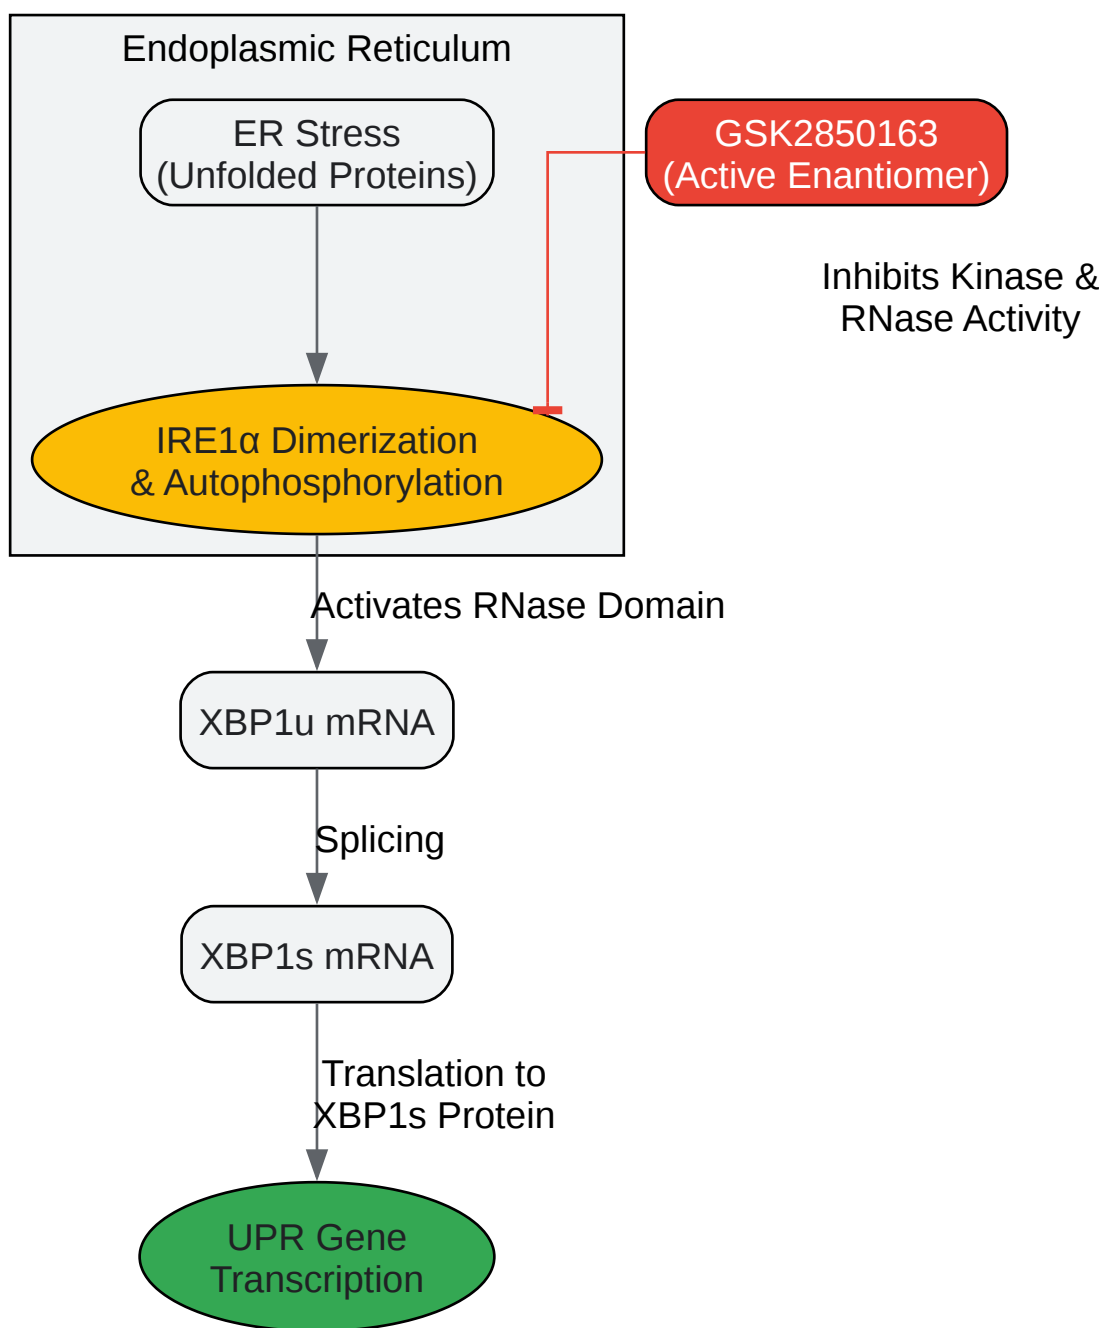 Endoplasmic Reticulum
ER Stress
(Unfolded Proteins)
GSK2850163
(Active Enantiomer)
Inhibits Kinase &
RNase Activity
IRE1α Dimerization
& Autophosphorylation
Activates RNase Domain
XBP1u mRNA
Splicing
XBP1s mRNA
Translation to
XBP1s Protein
UPR Gene
Transcription